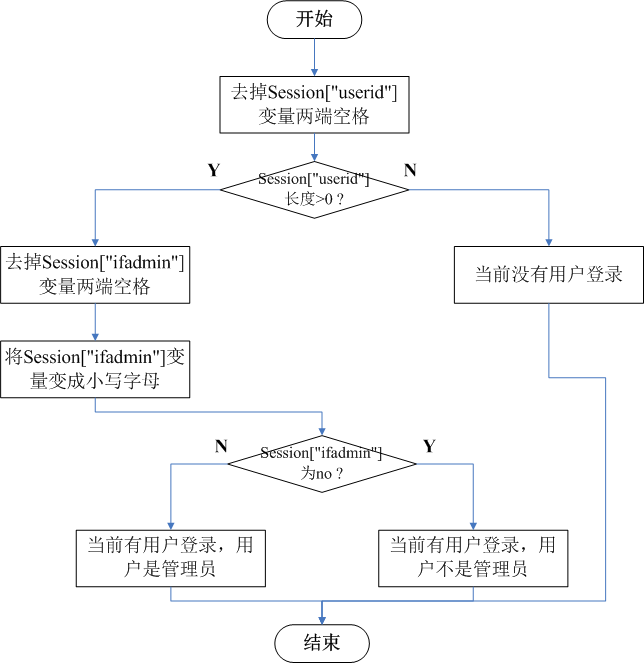 开始
去掉Session["userid"]
变量两端空格
Y
N
Session["userid"]
长度>0 ?
去掉Session["ifadmin"]
变量两端空格
当前没有用户登录
将Session["ifadmin"]变
量变成小写字母
N
Y
Session["ifadmin"]
为no ?
当前有用户登录，用
户是管理员
当前有用户登录，用
户不是管理员
结束